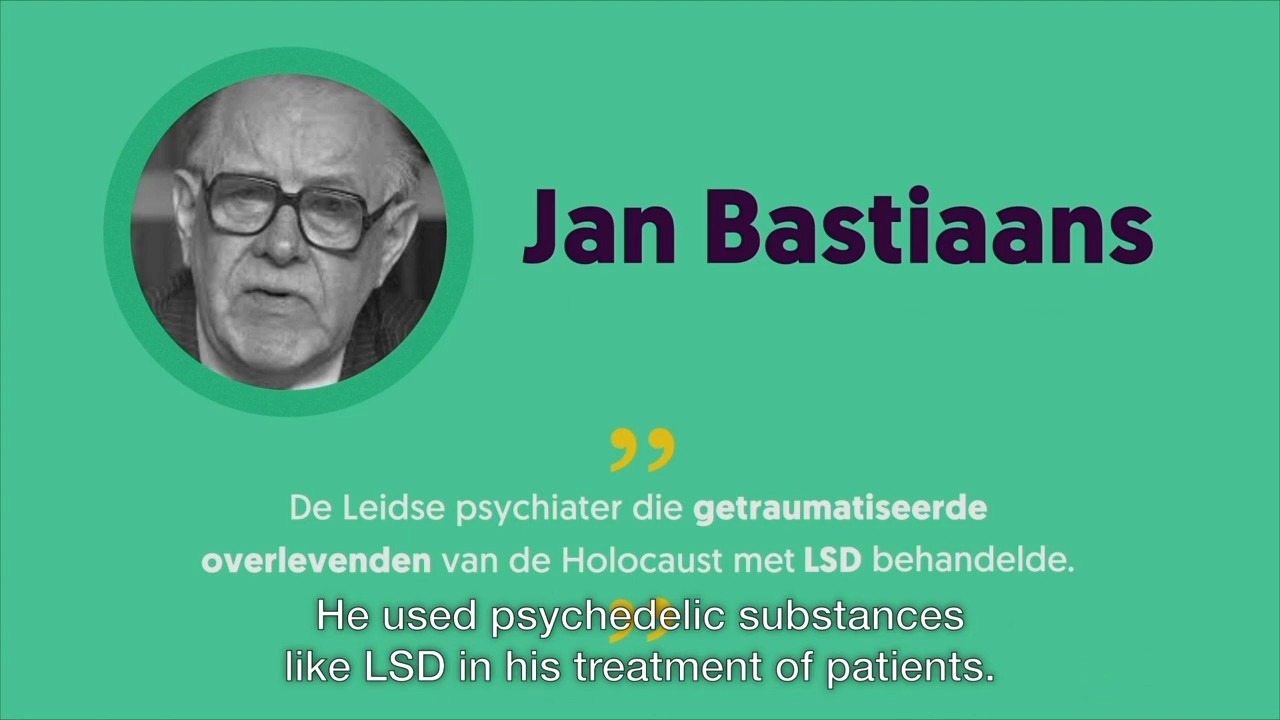 Jan Bastiaans
”
De Leidse psychiater die getraumatiseerde
overlevenden van de Holocaust met LSD behandelde.
”
He used psychedelic substances
like LSD in his treatment of patients.